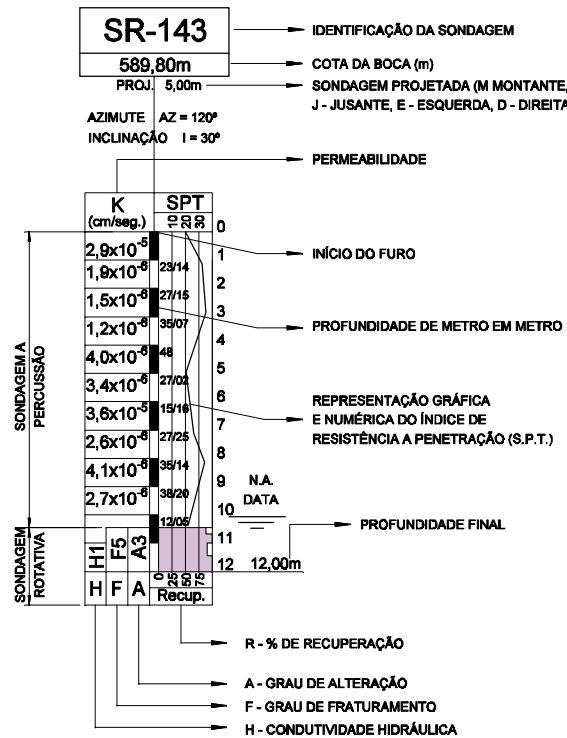 SR-143
IDENTIFICAÇÃO DA SONDAGEM
589,80m
COTA DA BOCA (m)
PROJ. 5,00m
SONDAGEM PROJETADA (M MONTANTE,
J - JUSANTE, E - ESQUERDA, D - DIREITA
AZIMUTE AZ = 120º
INCLINAÇÃO I = 30º
PERMEABILIDADE
K
(cm/seg.)
SPT
10 20 30
0
INÍCIO DO FURO
2,9x10-5
1
1,9x10-6 23/14
2
1,5x10-6 27/15
3
PROFUNDIDADE DE METRO EM METRO
1,2x10-6 35/07
4
4,0x10-6 48
5
3,4x10-6 27/02
6
REPRESENTAÇÃO GRÁFICA
E NUMÉRICA DO ÍNDICE DE
RESISTÊNCIA A PENETRAÇÃO (S.P.T.)
3,6x10-5 15/16
7
2,6x10-6 27/25
8
4,1x10-6 35/14
9
2,7x10-6 38/20
10
12/05
11
12 12,00m
SONDAGEM A
PERCUSSÃO
N.A.
DATA
PROFUNDIDADE FINAL
SONDAGEM
ROTATIVA
H1 F5 A3
H F A
0 25 50 75
Recup.
R - % DE RECUPERAÇÃO
A - GRAU DE ALTERAÇÃO
F - GRAU DE FRATURAMENTO
H - CONDUTIVIDADE HIDRÁULICA